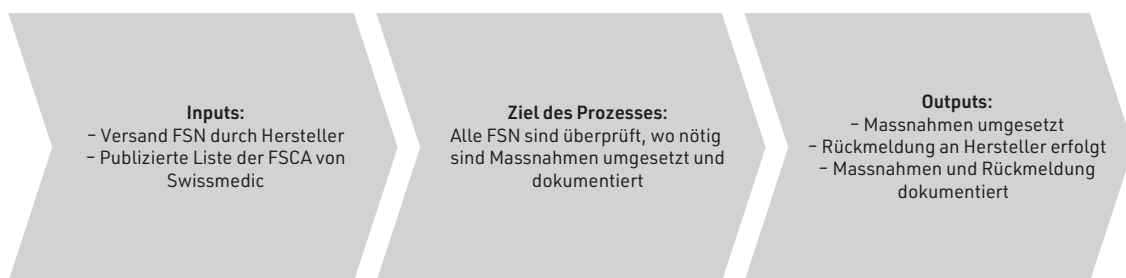 Inputs:
– Versand FSN durch Hersteller
– Publizierte Liste der FSCA von
Swissmedic
Ziel des Prozesses:
Alle FSN sind überprüft, wo nötig
sind Massnahmen umgesetzt und
dokumentiert
Outputs:
– Massnahmen umgesetzt
– Rückmeldung an Hersteller erfolgt
– Massnahmen und Rückmeldung
dokumentiert